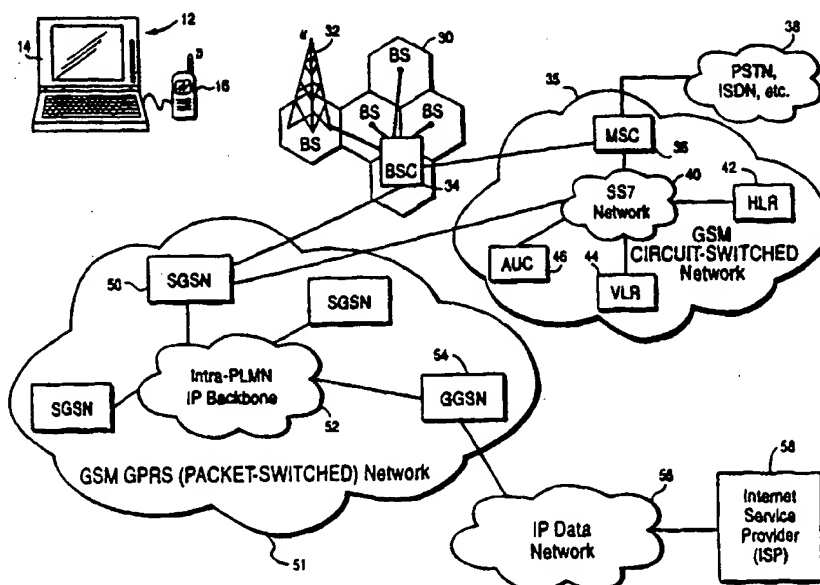 12
14
16
32
30
BS
BS
BS
BS
BSC
34
38
PSTN,
ISDN, etc.
35
MSC
36
40
42
SS7
Network
HLR
GSM
CIRCUIT-SWITCHED
Network
AUC
46
44
VLR
50
SGSN
SGSN
SGSN
Intra-PLMN
IP Backbone
52
54
GGSN
GSM GPRS (PACKET-SWITCHED) Network
51
56
IP Data
Network
58
Internet
Service
Provider
(ISP)